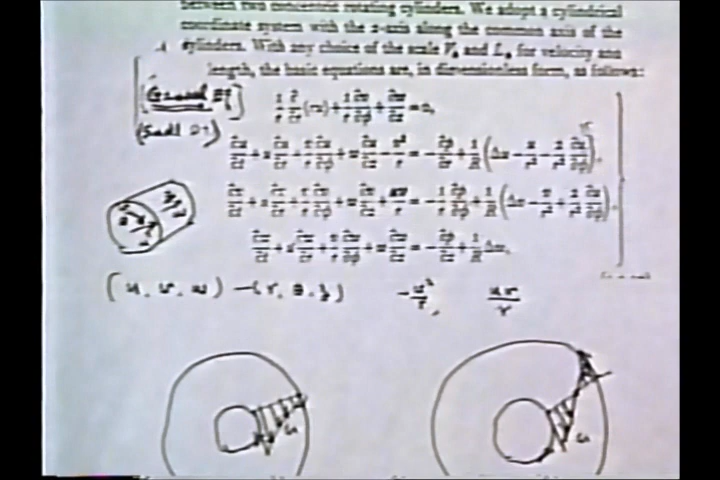 between two concentric rotating cylinders. We adopt a cylindrical
coordinate system with the z-axis along the common axis of the
cylinders. With any choice of the scale V₀ and L₀ for velocity and
length, the basic equations are, in dimensionless form, as follows:
1/r ∂/∂r (ru) + 1/r ∂v/∂φ + ∂w/∂z = 0,
∂u/∂t + u ∂u/∂r + v/r ∂u/∂φ + w ∂u/∂z − v²/r = −∂p/∂r + 1/R (Δu − u/r² − 2/r² ∂v/∂φ),
∂v/∂t + u ∂v/∂r + v/r ∂v/∂φ + w ∂v/∂z + uv/r = −1/r ∂p/∂φ + 1/R (Δv − v/r² + 2/r² ∂u/∂φ),
∂w/∂t + u ∂w/∂r + v/r ∂w/∂φ + w ∂w/∂z = −∂p/∂z + 1/R Δw,
(u, v, w) – (r, θ, z) −v²/r, uv/r